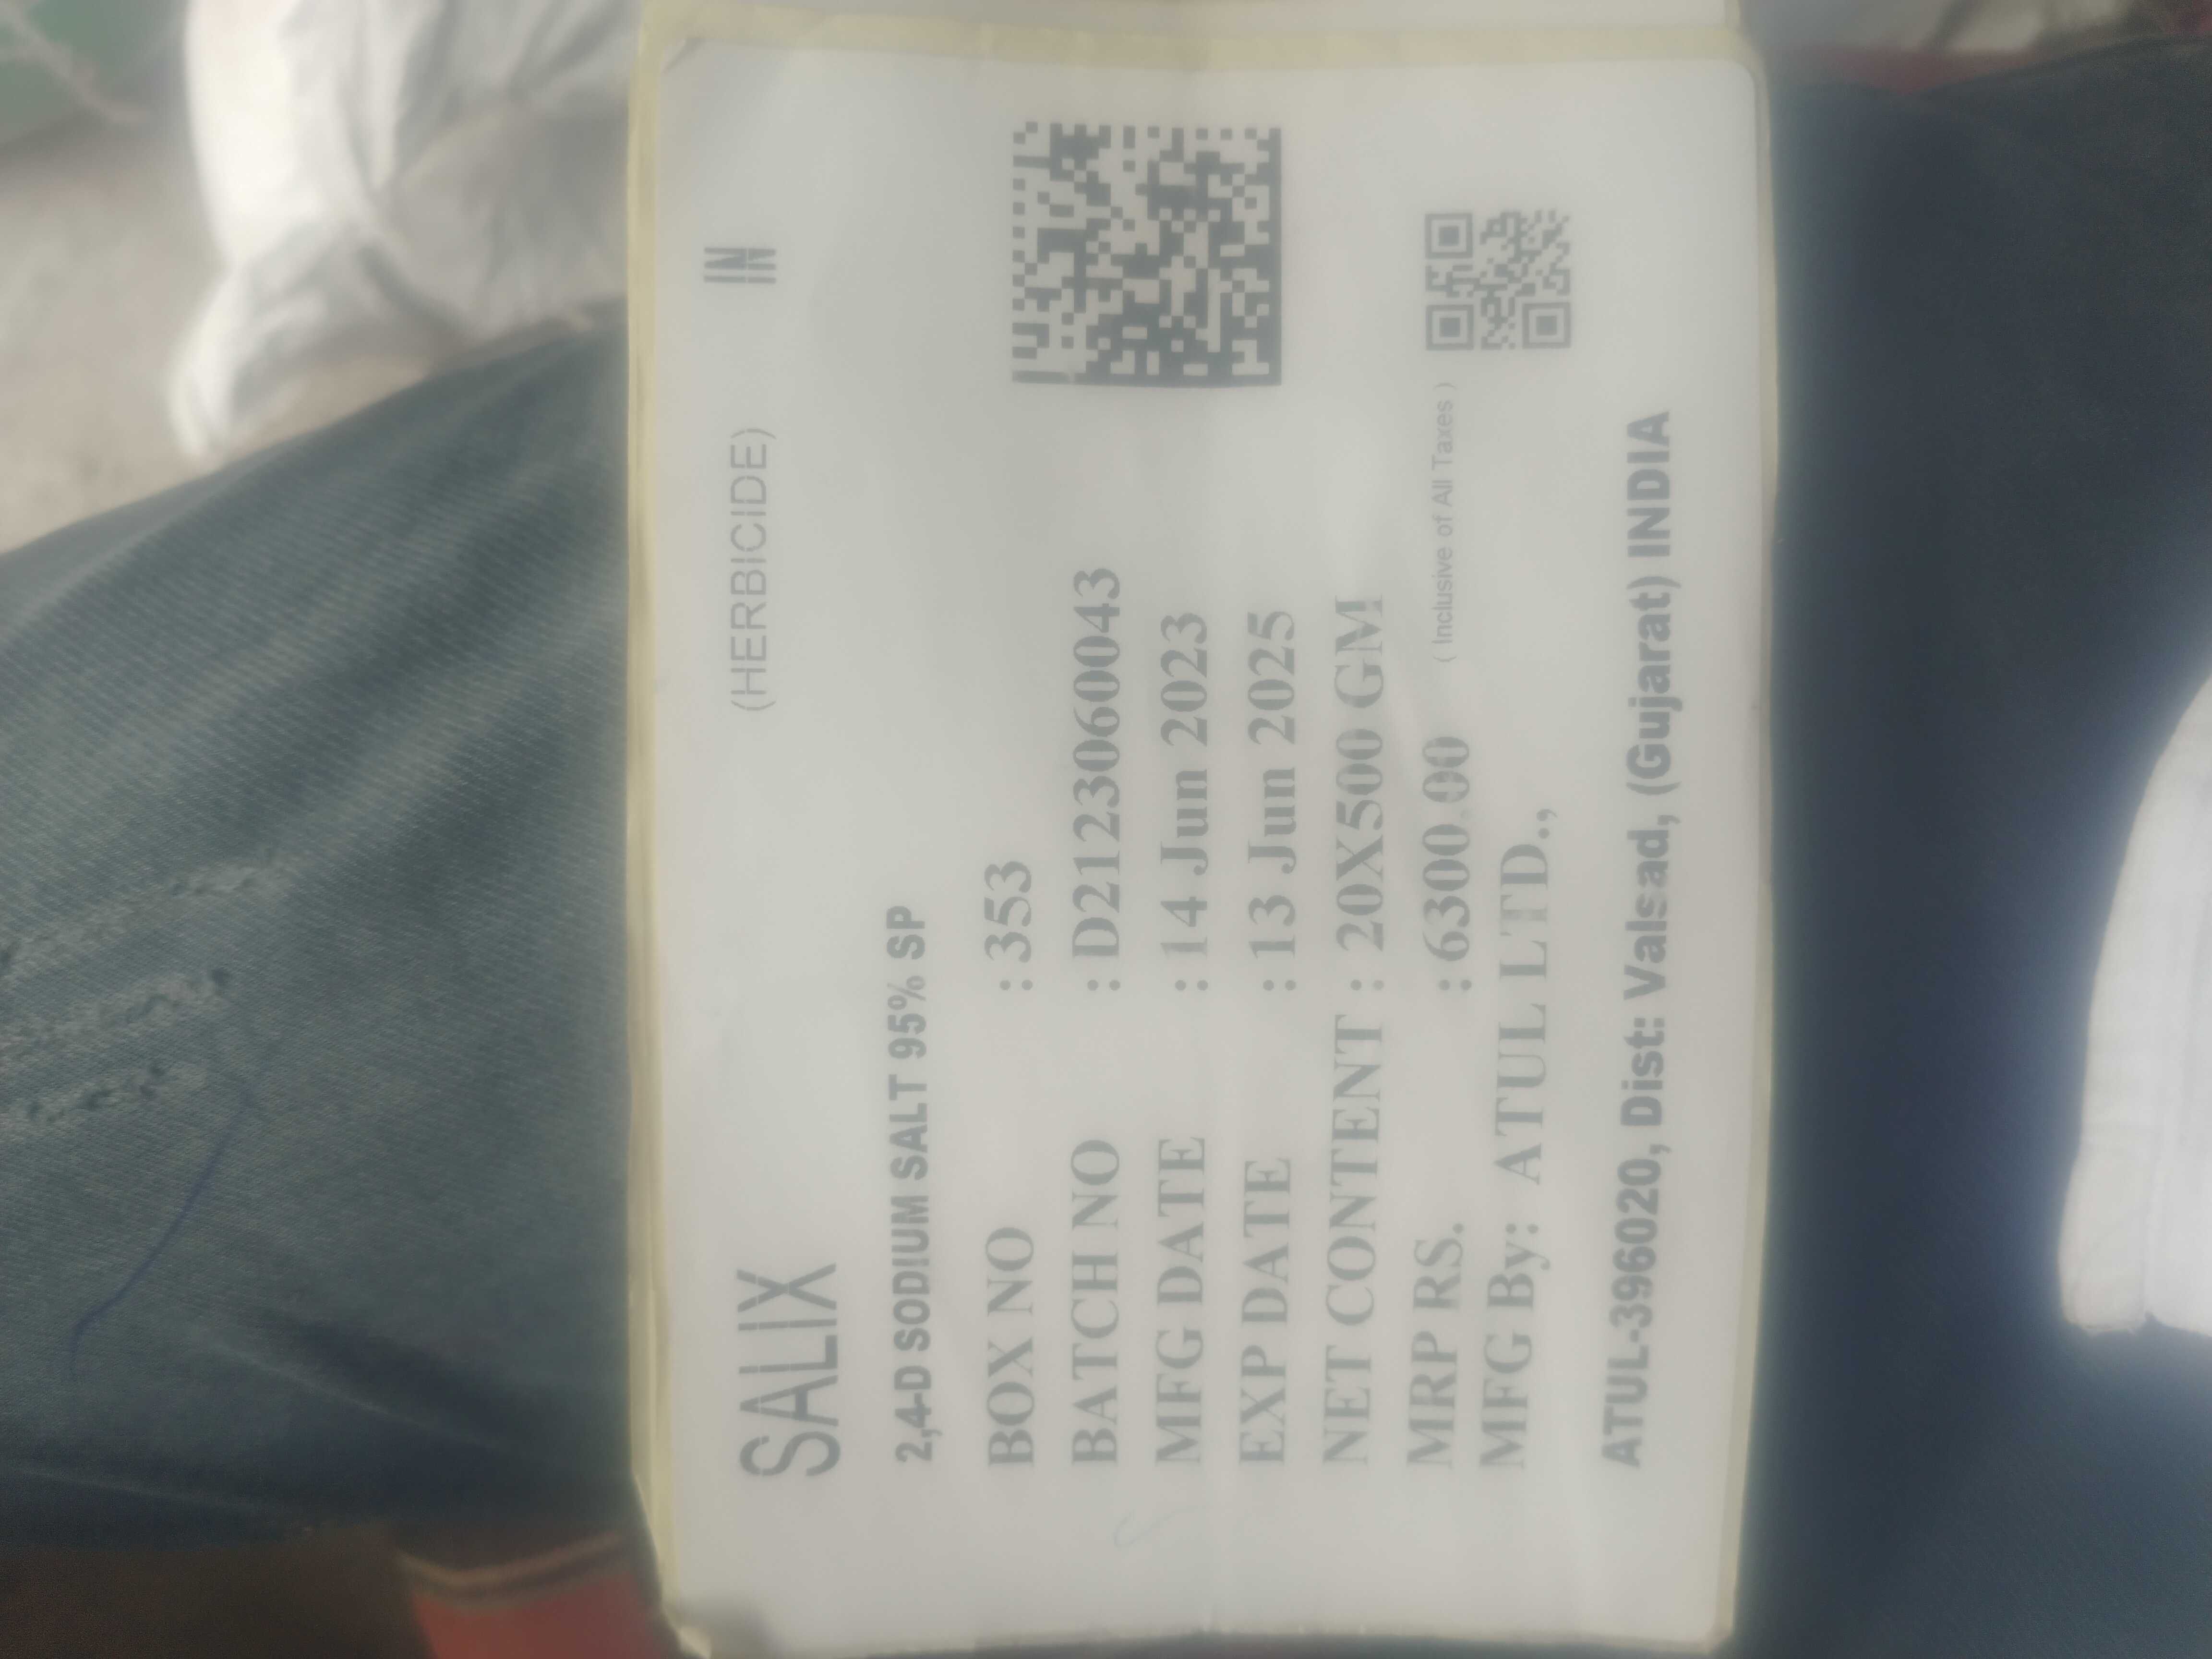 SALIX (HERBICIDE) IN
2,4-D SODIUM SALT 95% SP
BOX NO : 353
BATCH NO : D2123060043
MFG DATE : 14 Jun 2023
EXP DATE : 13 Jun 2025
NET CONTENT : 20X500 GM
MRP RS. : 6300.00 ( Inclusive of All Taxes )
MFG By: ATUL LTD.,
ATUL-396020, Dist: Valsad, (Gujarat) INDIA